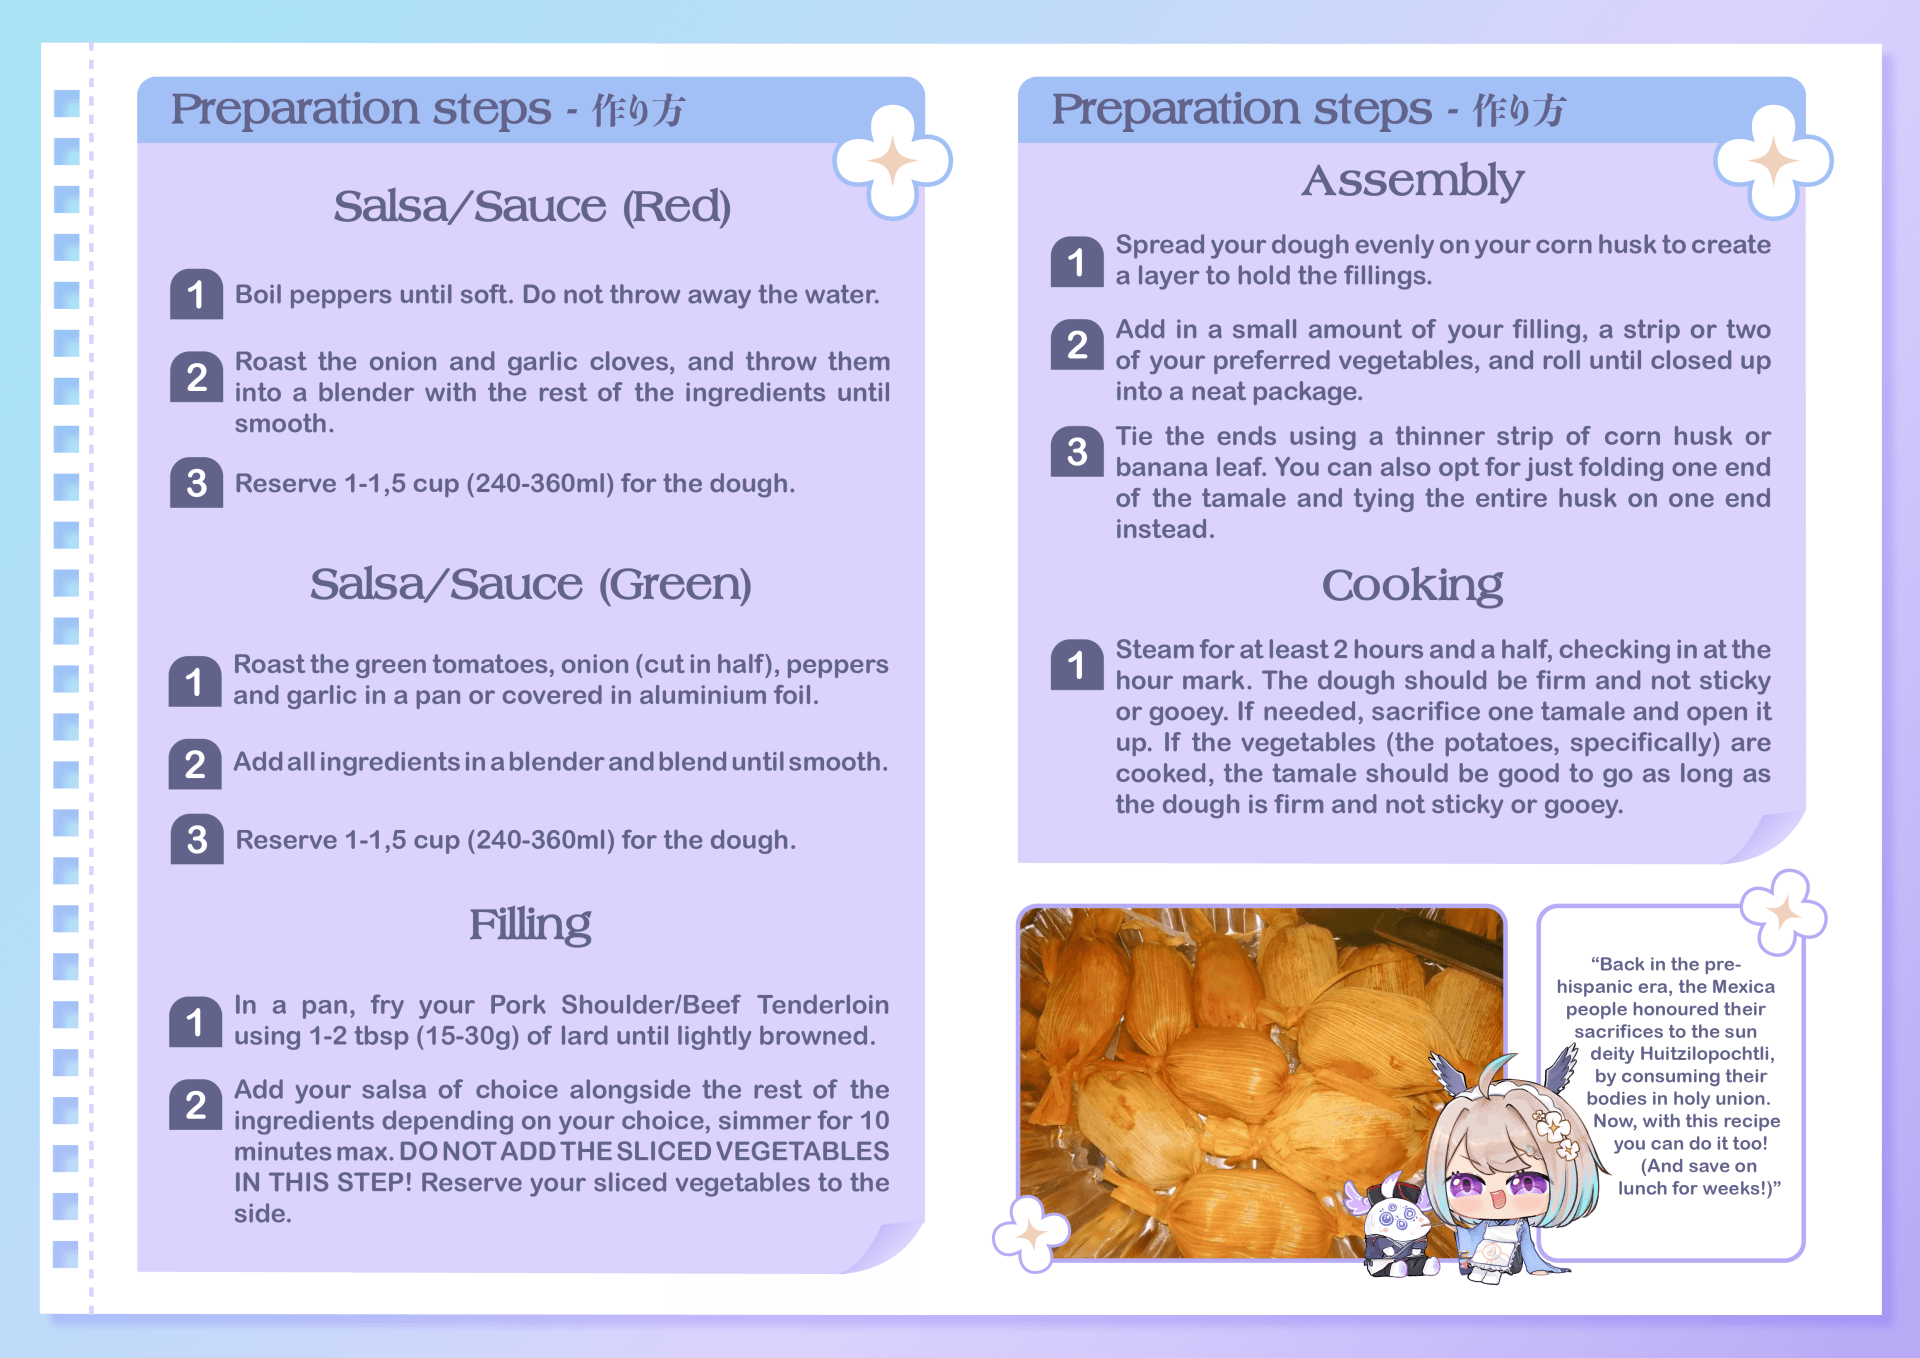 Preparation steps - 作り方
Salsa/Sauce (Red)
1
Boil peppers until soft. Do not throw away the water.
2
Roast the onion and garlic cloves, and throw them
into a blender with the rest of the ingredients until
smooth.
3
Reserve 1-1,5 cup (240-360ml) for the dough.
Salsa/Sauce (Green)
1
Roast the green tomatoes, onion (cut in half), peppers
and garlic in a pan or covered in aluminium foil.
2
Add all ingredients in a blender and blend until smooth.
3
Reserve 1-1,5 cup (240-360ml) for the dough.
Filling
1
In a pan, fry your Pork Shoulder/Beef Tenderloin
using 1-2 tbsp (15-30g) of lard until lightly browned.
2
Add your salsa of choice alongside the rest of the
ingredients depending on your choice, simmer for 10
minutes max. DO NOT ADD THE SLICED VEGETABLES
IN THIS STEP! Reserve your sliced vegetables to the
side.
Preparation steps - 作り方
Assembly
1
Spread your dough evenly on your corn husk to create
a layer to hold the fillings.
2
Add in a small amount of your filling, a strip or two
of your preferred vegetables, and roll until closed up
into a neat package.
3
Tie the ends using a thinner strip of corn husk or
banana leaf. You can also opt for just folding one end
of the tamale and tying the entire husk on one end
instead.
Cooking
1
Steam for at least 2 hours and a half, checking in at the
hour mark. The dough should be firm and not sticky
or gooey. If needed, sacrifice one tamale and open it
up. If the vegetables (the potatoes, specifically) are
cooked, the tamale should be good to go as long as
the dough is firm and not sticky or gooey.
“Back in the pre-
hispanic era, the Mexica
people honoured their
sacrifices to the sun
deity Huitzilopochtli,
by consuming their
bodies in holy union.
Now, with this recipe
you can do it too!
(And save on
lunch for weeks!)”